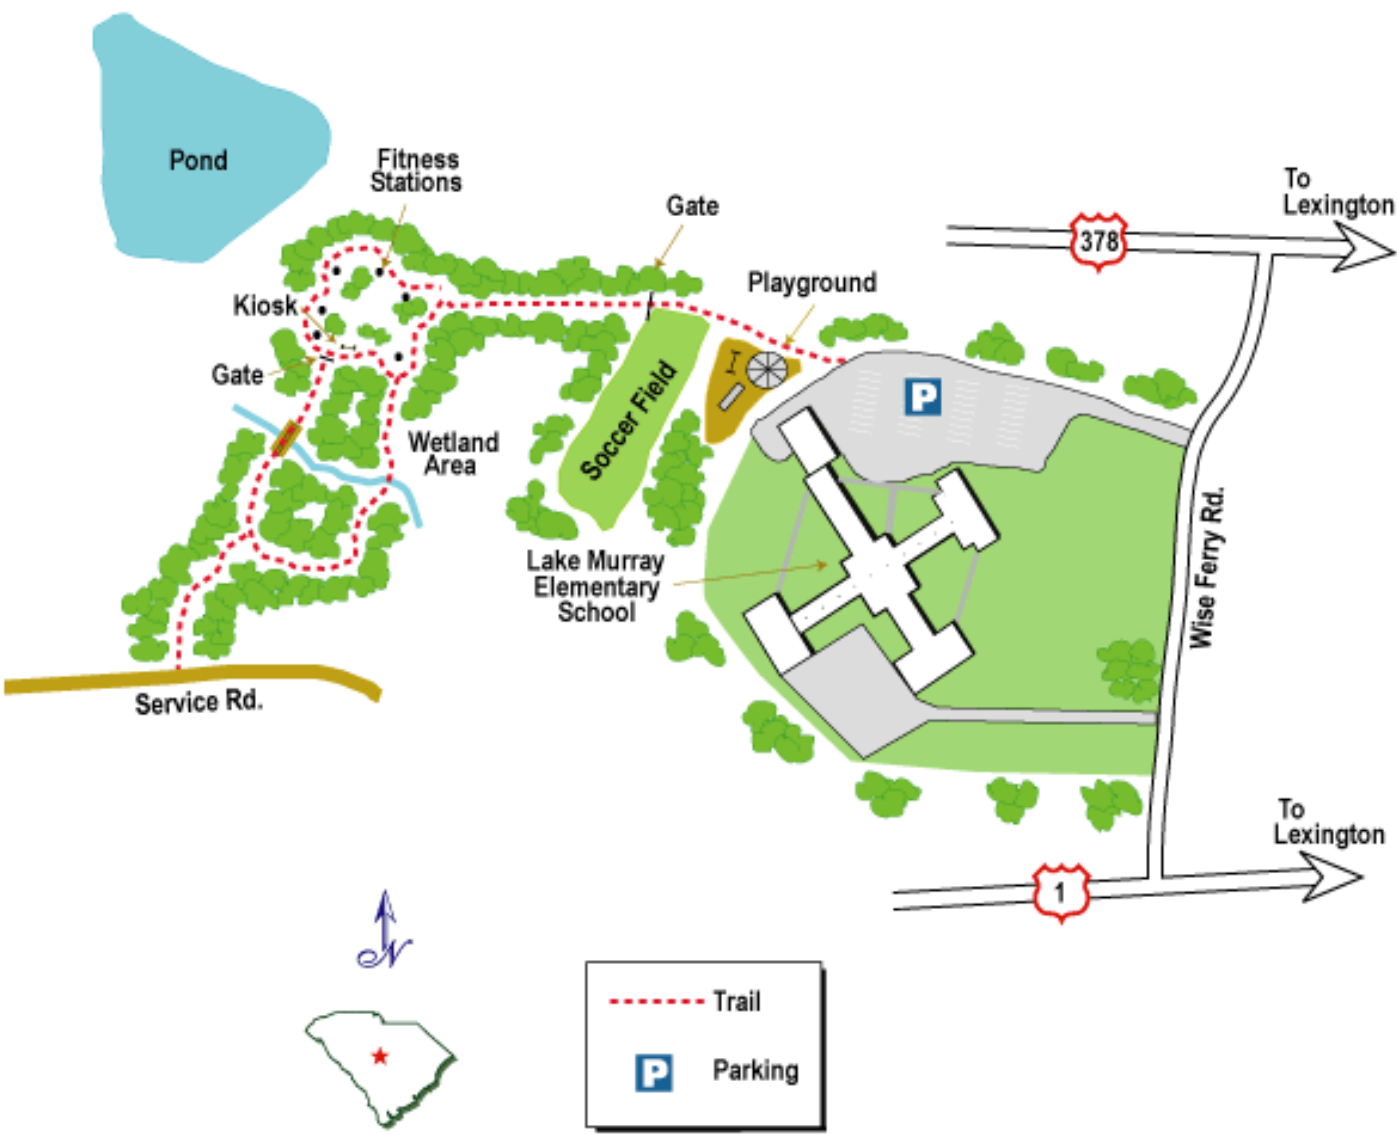 Pond
Fitness
Stations
Gate
To
Lexington
378
Playground
Kiosk
Gate
P
Soccer Field
Wetland
Area
Lake Murray
Elementary
School
Wise Ferry Rd.
Service Rd.
To
Lexington
1
N
Trail
P Parking